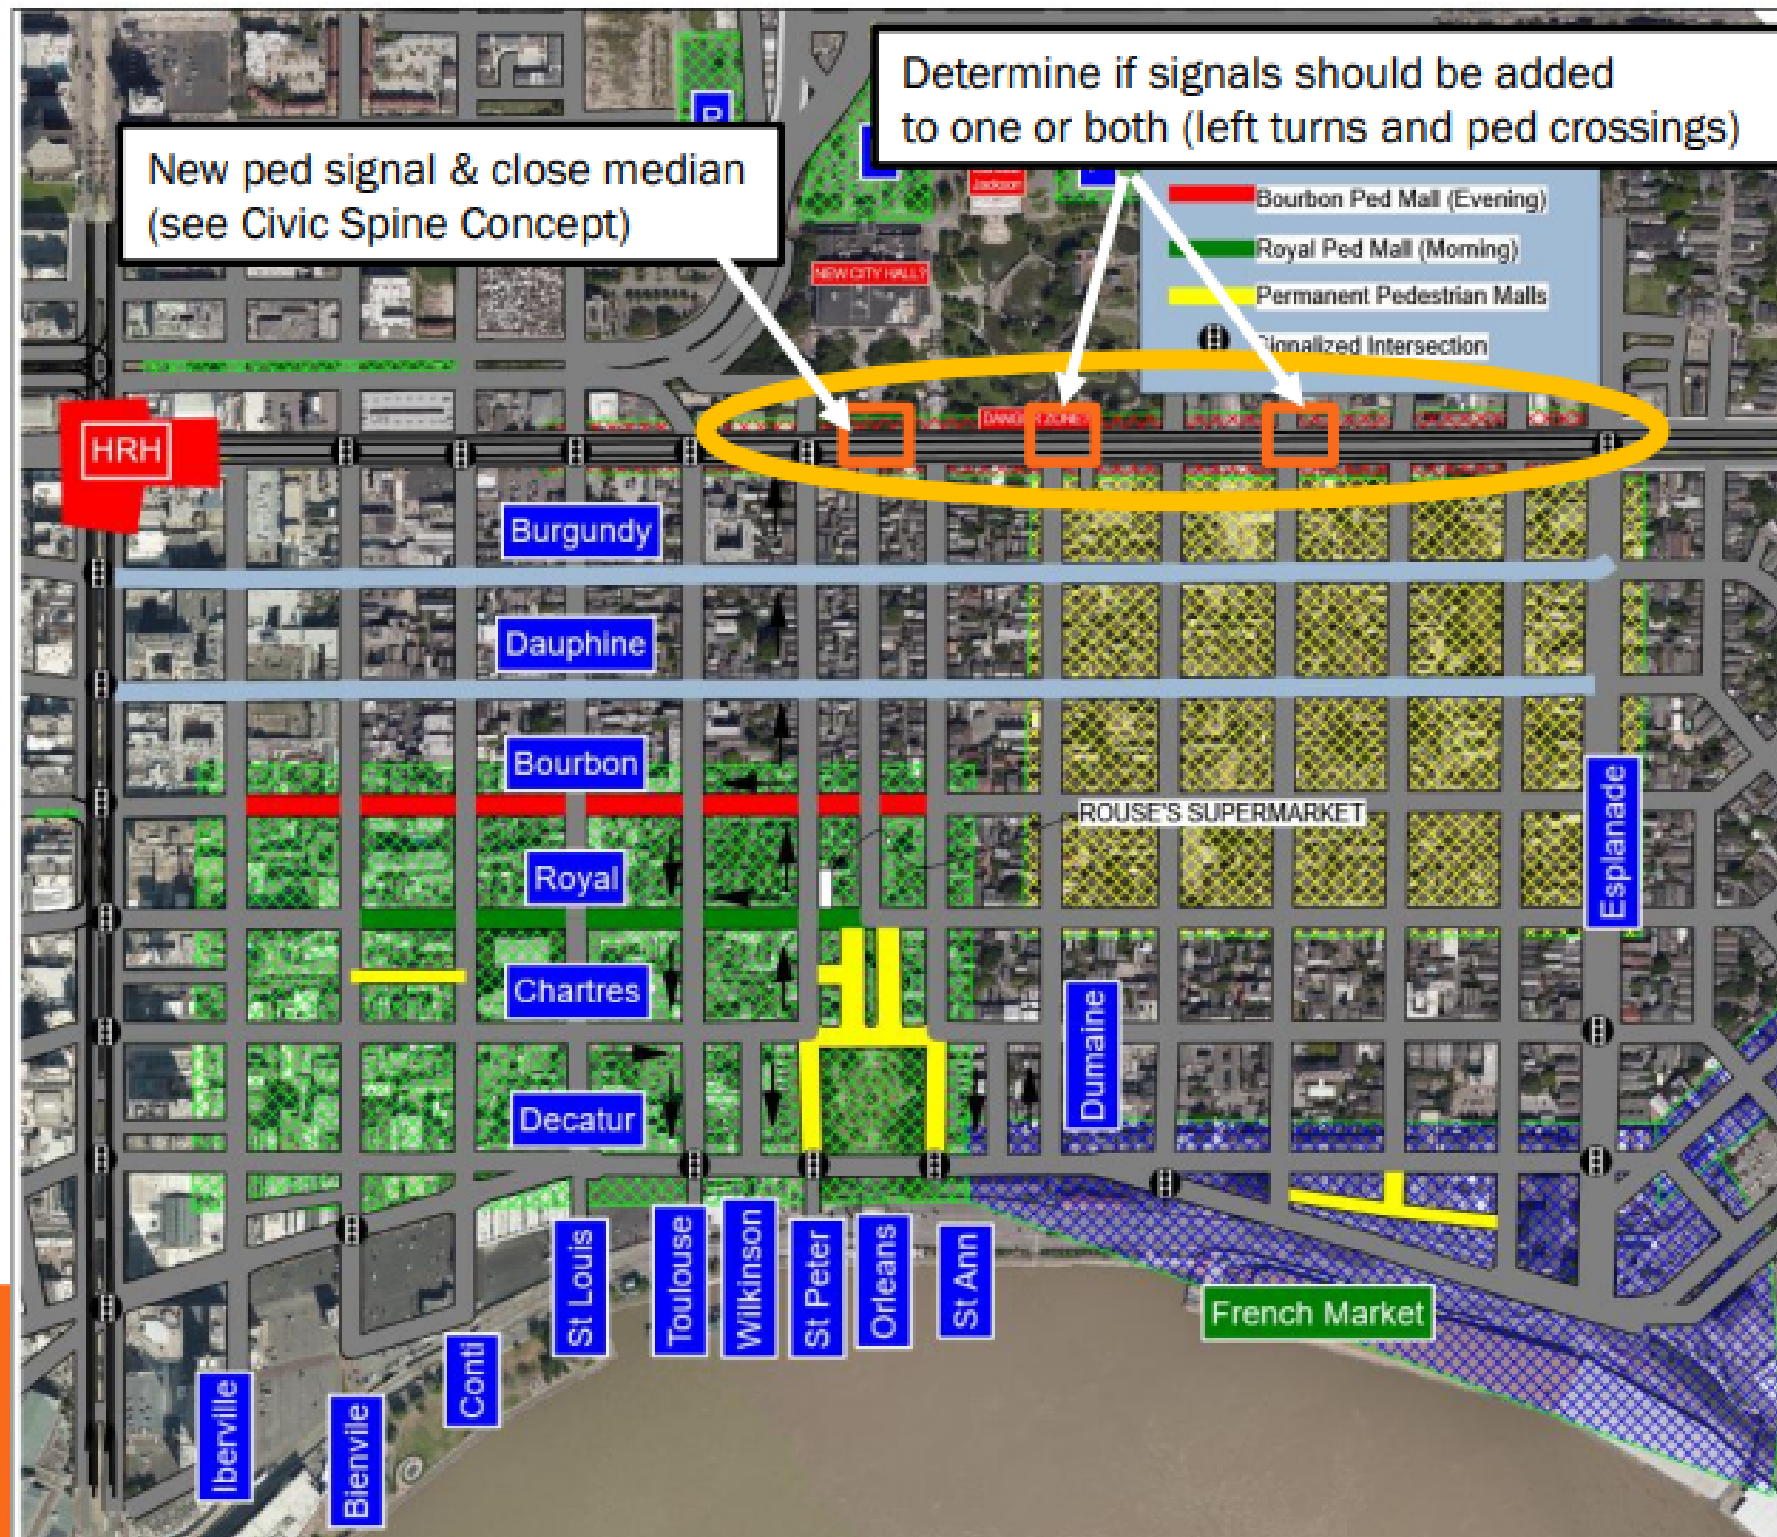 Determine if signals should be added
to one or both (left turns and ped crossings)
New ped signal & close median
(see Civic Spine Concept)
Jackson
Bourbon Ped Mall (Evening)
Royal Ped Mall (Morning)
Permanent Pedestrian Malls
Signalized Intersection
NEW CITY HALL?
HRH
Burgundy
Dauphine
Bourbon
ROUSE'S SUPERMARKET
Royal
Esplanade
Chartres
Dumaine
Decatur
St Louis
Toulouse
Wilkinson
St Peter
Orleans
St Ann
French Market
Conti
Iberville
Bienvile